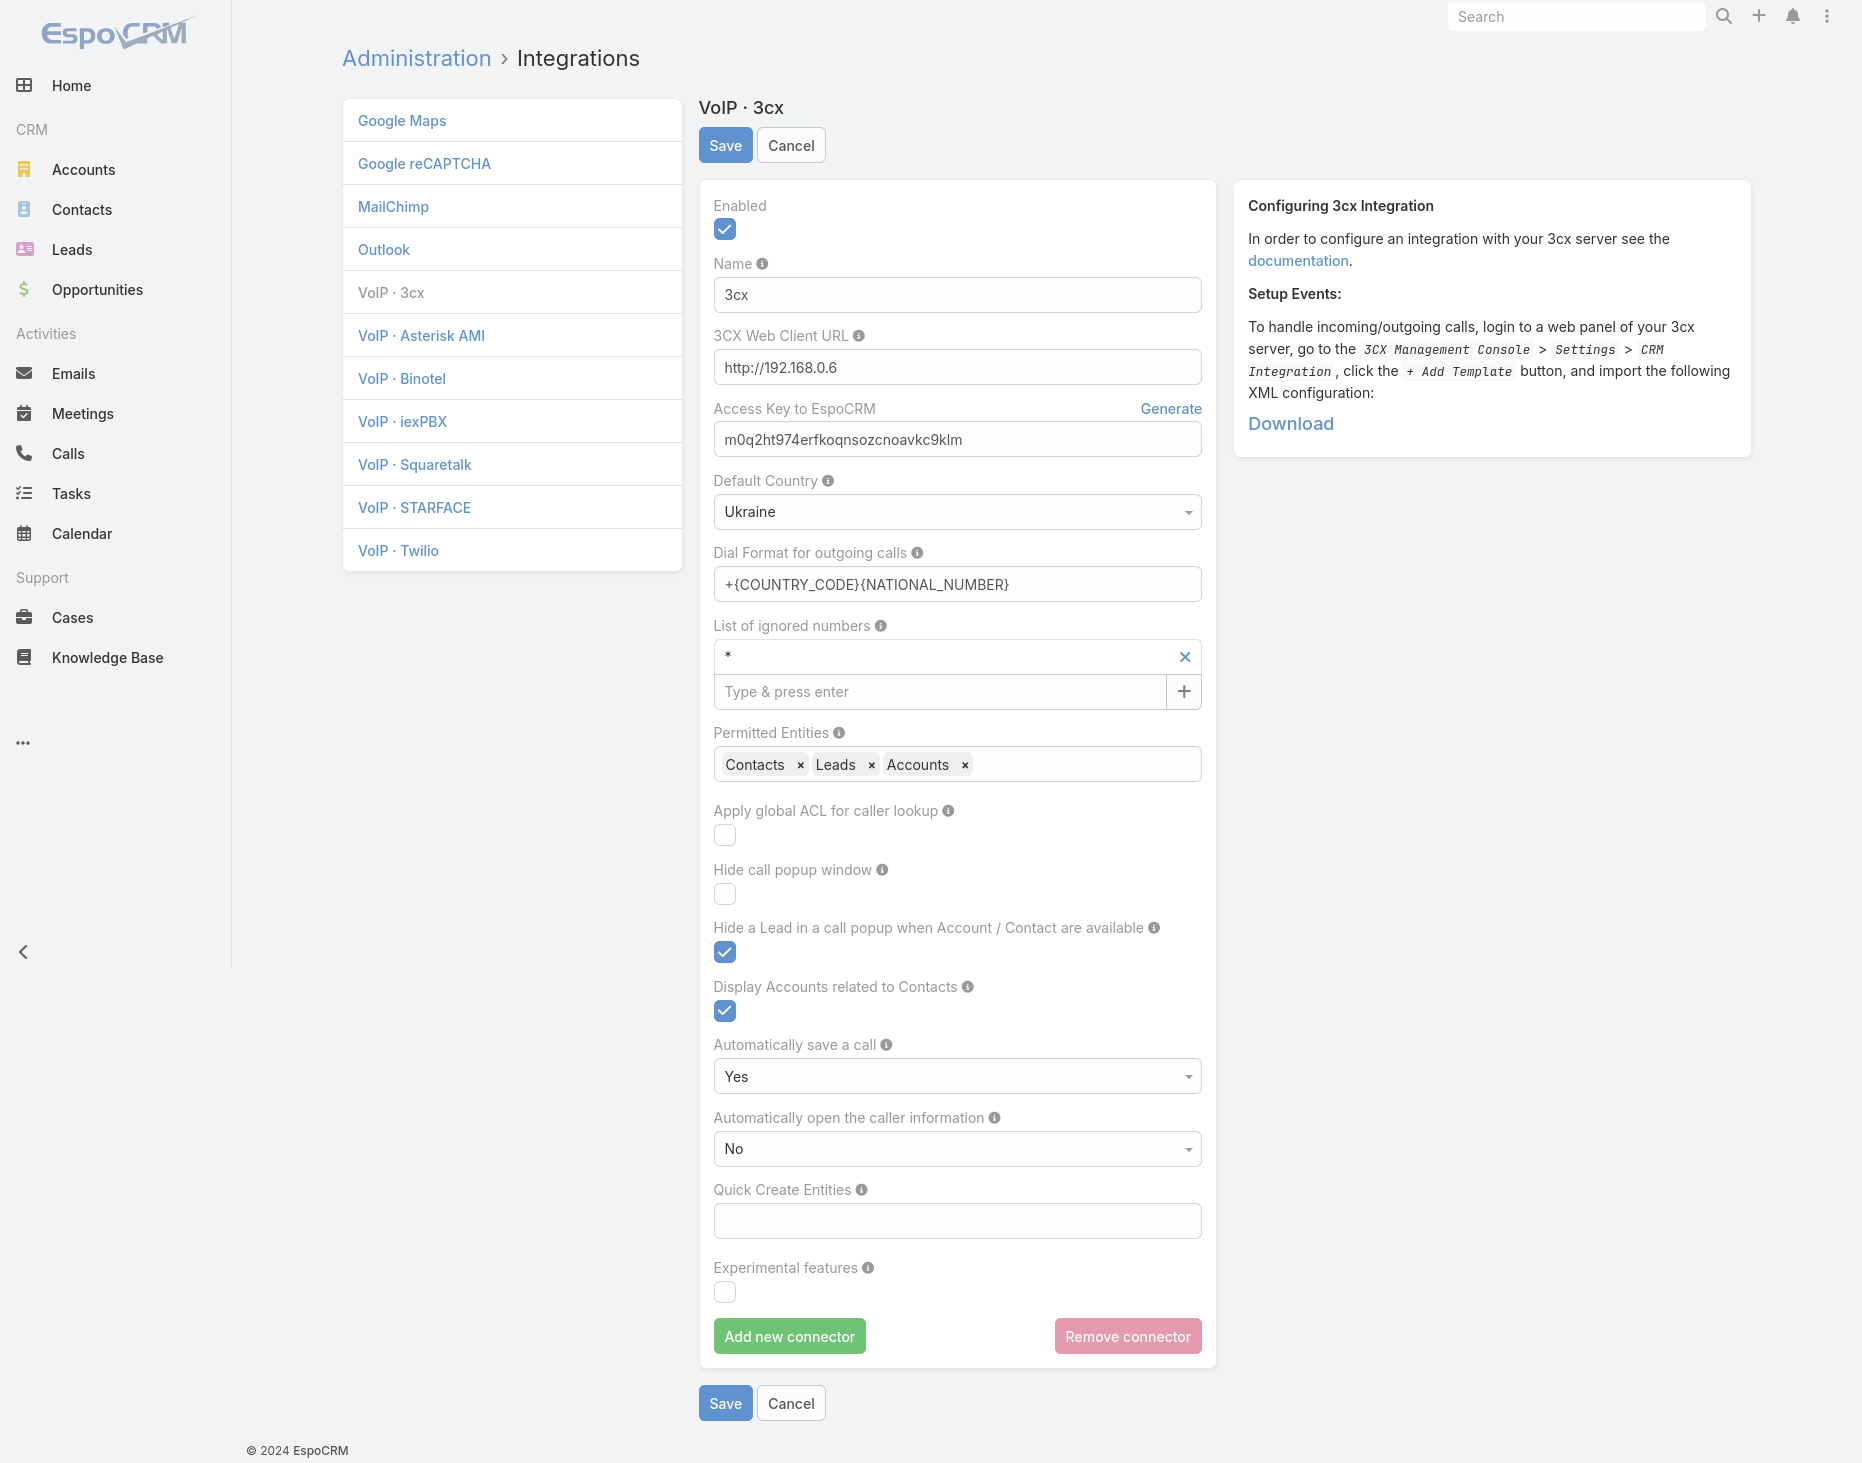 EspoCRM
Search
Home
CRM
Accounts
Contacts
Leads
Opportunities
Activities
Emails
Meetings
Calls
Tasks
Calendar
Support
Cases
Knowledge Base
Administration › Integrations
Google Maps
Google reCAPTCHA
MailChimp
Outlook
VoIP · 3cx
VoIP · Asterisk AMI
VoIP · Binotel
VoIP · iexPBX
VoIP · Squaretalk
VoIP · STARFACE
VoIP · Twilio
VoIP · 3cx
Save Cancel
Enabled
Name
3cx
3CX Web Client URL
http://192.168.0.6
Access Key to EspoCRM Generate
m0q2ht974erfkoqnsozcnoavkc9klm
Default Country
Ukraine
Dial Format for outgoing calls
+{COUNTRY_CODE}{NATIONAL_NUMBER}
List of ignored numbers
*
Type & press enter
Permitted Entities
Contacts × Leads × Accounts ×
Apply global ACL for caller lookup
Hide call popup window
Hide a Lead in a call popup when Account / Contact are available
Display Accounts related to Contacts
Automatically save a call
Yes
Automatically open the caller information
No
Quick Create Entities
Experimental features
Add new connector Remove connector
Save Cancel
Configuring 3cx Integration
In order to configure an integration with your 3cx server see the
documentation.
Setup Events:
To handle incoming/outgoing calls, login to a web panel of your 3cx
server, go to the 3CX Management Console > Settings > CRM
Integration , click the + Add Template button, and import the following
XML configuration:
Download
© 2024 EspoCRM